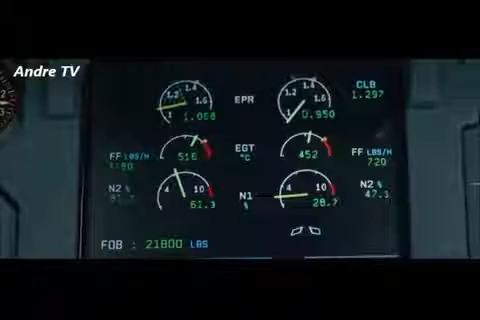 Andre TV
1.2 1.4 1.6 1
1.068
EPR
1.2 1.4 1.6 1
0.950
CLB
1.297
FF LBS/H
516
EGT
°C
452
FF LBS/H
720
N2 %
4 10
61.3
N1
%
4 10
28.7
N2 %
47.3
FOB : 21800 LBS